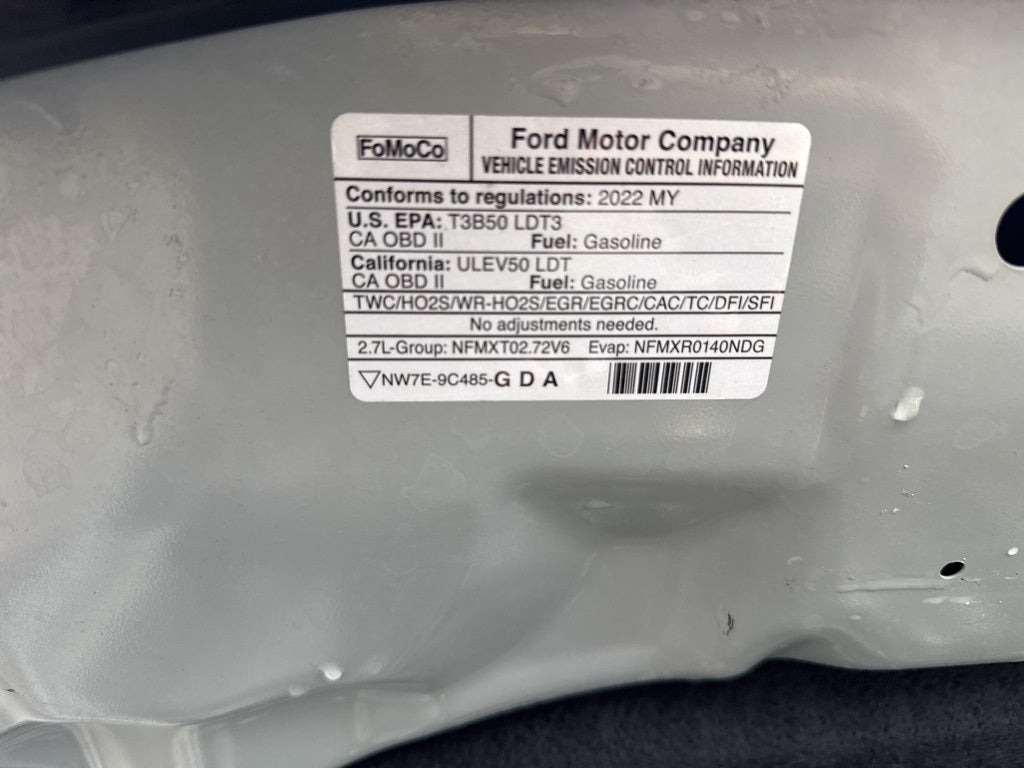 FoMoCo
Ford Motor Company
VEHICLE EMISSION CONTROL INFORMATION
Conforms to regulations: 2022 MY
U.S. EPA: T3B50 LDT3
CA OBD II Fuel: Gasoline
California: ULEV50 LDT
CA OBD II Fuel: Gasoline
TWC/HO2S/WR-HO2S/EGR/EGRC/CAC/TC/DFI/SFI
No adjustments needed.
2.7L-Group: NFMXT02.72V6 Evap: NFMXR0140NDG
▽NW7E-9C485-G D A